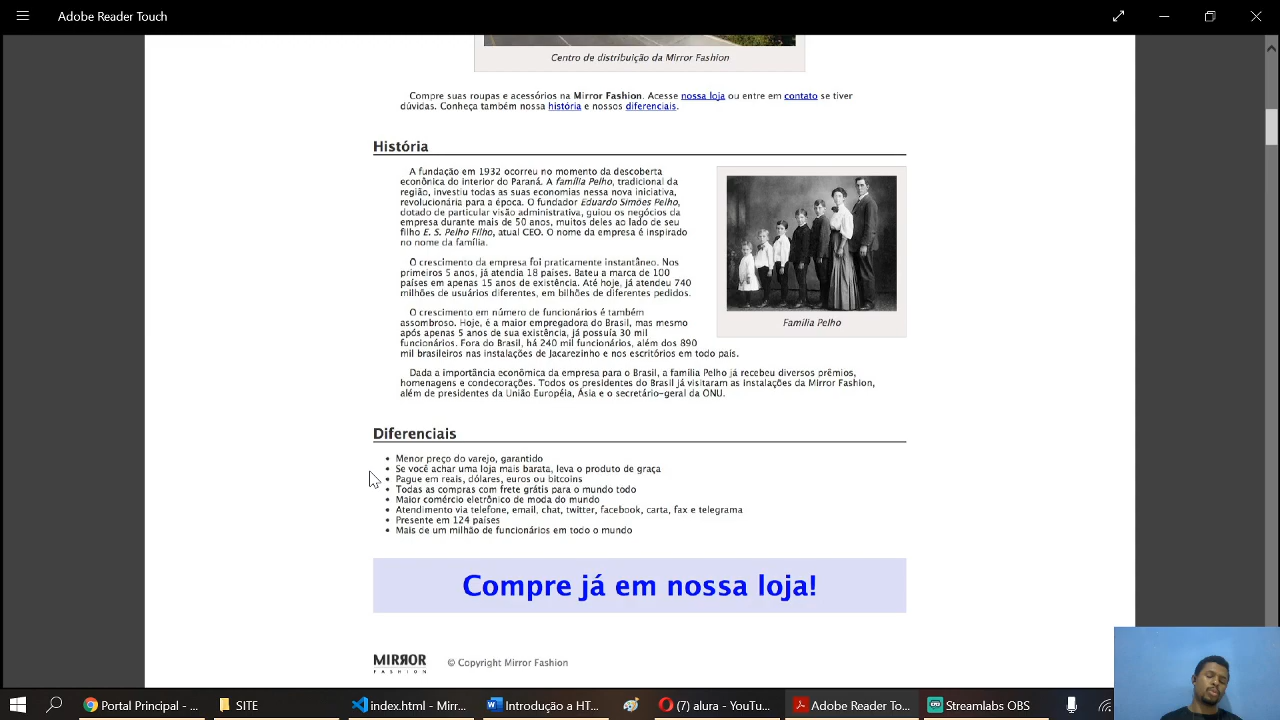 Adobe Reader Touch
Centro de distribuição da Mirror Fashion
Compre suas roupas e acessórios na Mirror Fashion. Acesse nossa loja ou entre em contato se tiver
dúvidas. Conheça também nossa história e nossos diferenciais.
História
A fundação em 1932 ocorreu no momento da descoberta
econônica do interior do Paraná. A família Pelho, tradicional da
região, investiu todas as suas economias nessa nova iniciativa,
revolucionária para a época. O fundador Eduardo Simões Pelho,
dotado de particular visão administrativa, guiou os negócios da
empresa durante mais de 50 anos, muitos deles ao lado de seu
filho E. S. Pelho Filho, atual CEO. O nome da empresa é inspirado
no nome da família.
O crescimento da empresa foi praticamente instantâneo. Nos
primeiros 5 anos, já atendia 18 países. Bateu a marca de 100
países em apenas 15 anos de existência. Até hoje, já atendeu 740
milhões de usuários diferentes, em bilhões de diferentes pedidos.
O crescimento em número de funcionários é também
assombroso. Hoje, é a maior empregadora do Brasil, mas mesmo
após apenas 5 anos de sua existência, já possuía 30 mil
funcionários. Fora do Brasil, há 240 mil funcionários, além dos 890
mil brasileiros nas instalações de Jacarezinho e nos escritórios em todo país.
Família Pelho
Dada a importância econômica da empresa para o Brasil, a família Pelho já recebeu diversos prêmios,
homenagens e condecorações. Todos os presidentes do Brasil já visitaram as instalações da Mirror Fashion,
além de presidentes da União Européia, Ásia e o secretário-geral da ONU.
Diferenciais
Menor preço do varejo, garantido
Se você achar uma loja mais barata, leva o produto de graça
Pague em reais, dólares, euros ou bitcoins
Todas as compras com frete grátis para o mundo todo
Maior comércio eletrônico de moda do mundo
Atendimento via telefone, email, chat, twitter, facebook, carta, fax e telegrama
Presente em 124 países
Mais de um milhão de funcionários em todo o mundo
Compre já em nossa loja!
MIRROR
FASHION
© Copyright Mirror Fashion
Portal Principal - ...
SITE
index.html - Mir...
Introdução a HT...
(7) alura - YouTu...
Adobe Reader To...
Streamlabs OBS